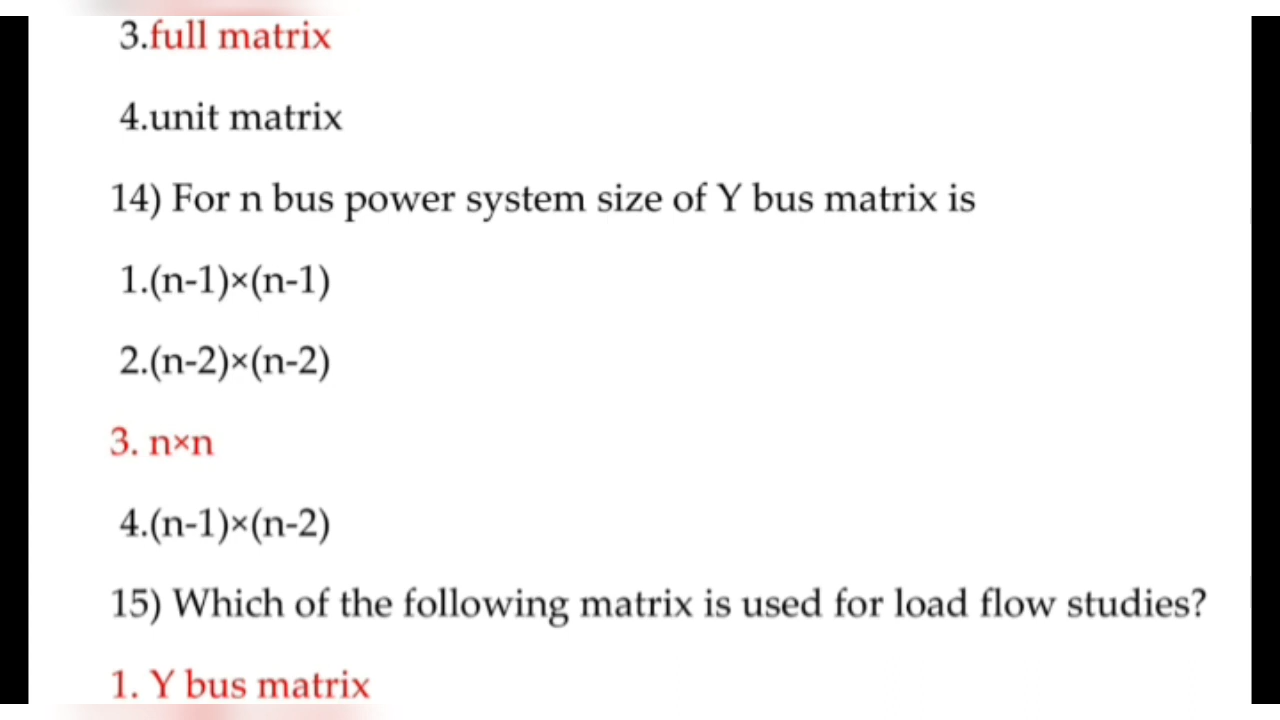 3.full matrix
4.unit matrix
14) For n bus power system size of Y bus matrix is
1.(n-1)×(n-1)
2.(n-2)×(n-2)
3. n×n
4.(n-1)×(n-2)
15) Which of the following matrix is used for load flow studies?
1. Y bus matrix